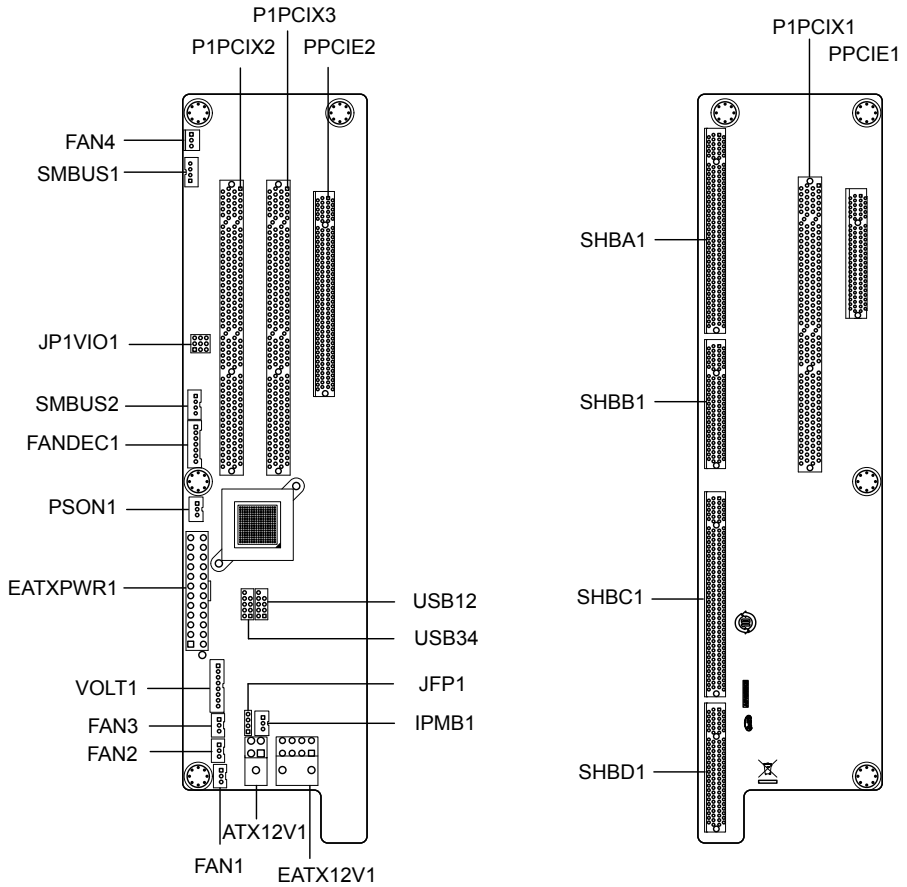 P1PCIX3
P1PCIX2
PPCIE2
FAN4
SMBUS1
JP1VIO1
SMBUS2
FANDEC1
PSON1
EATXPWR1
USB12
USB34
VOLT1
JFP1
FAN3
IPMB1
FAN2
ATX12V1
FAN1
EATX12V1
P1PCIX1
PPCIE1
SHBA1
SHBB1
SHBC1
SHBD1